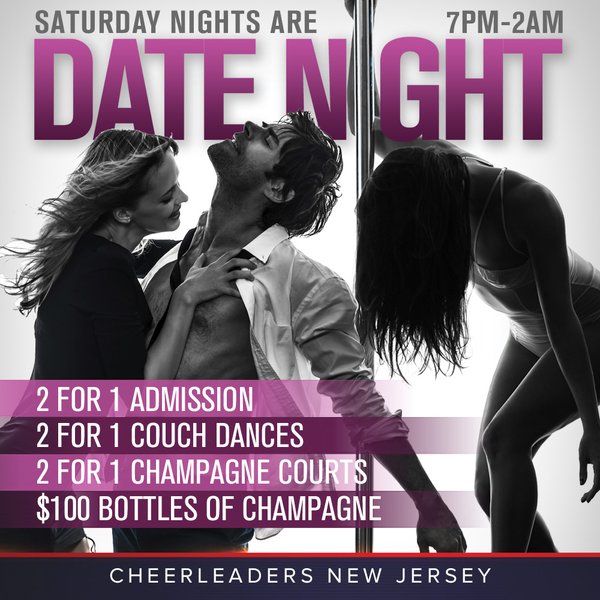 SATURDAY NIGHTS ARE 7PM-2AM
DATE NIGHT
2 FOR 1 ADMISSION
2 FOR 1 COUCH DANCES
2 FOR 1 CHAMPAGNE COURTS
$100 BOTTLES OF CHAMPAGNE
CHEERLEADERS NEW JERSEY